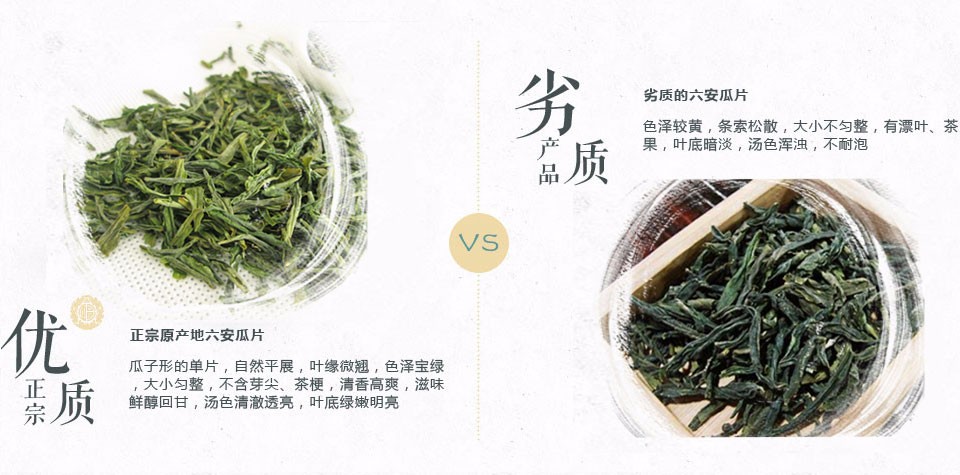 优质
正宗
正宗原产地六安瓜片
瓜子形的单片，自然平展，叶缘微翘，色泽宝绿
，大小匀整，不含芽尖、茶梗，清香高爽，滋味
鲜醇回甘，汤色清澈透亮，叶底绿嫩明亮
VS
劣质
产品
劣质的六安瓜片
色泽较黄，条索松散，大小不匀整，有漂叶、茶
果，叶底暗淡，汤色浑浊，不耐泡